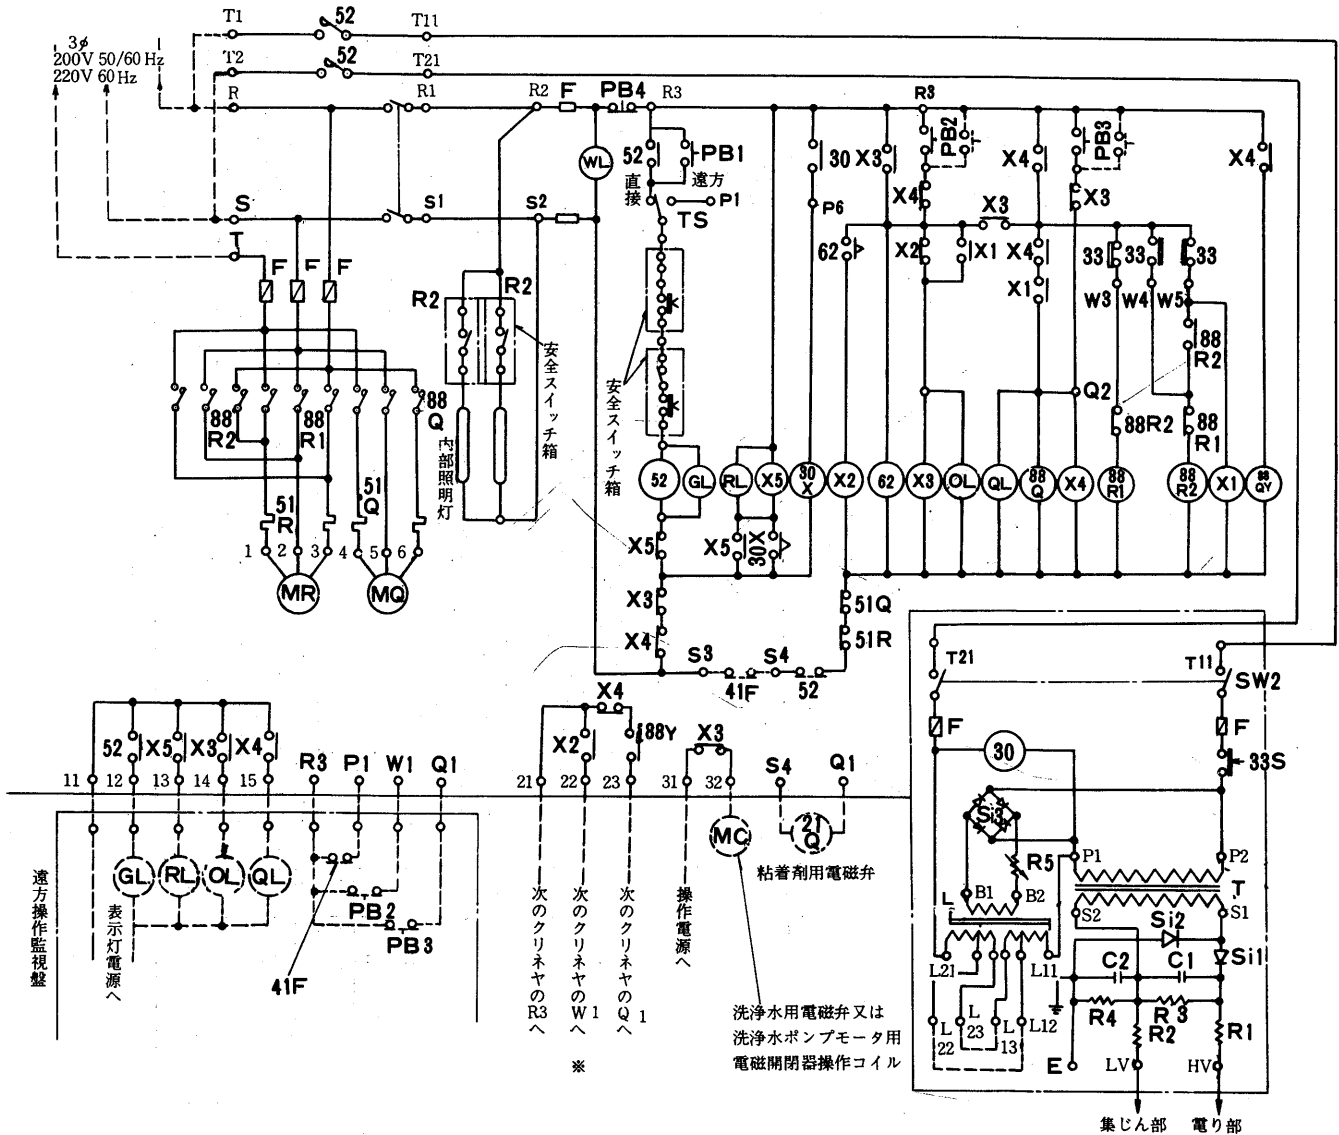 T1
52
T11
3ø
200V 50/60 Hz
220V 60 Hz
T2
52
T21
R
R1
R2
F
PB4
R3
R3
PB2
PB3
WL
52
PB1
30
X3
X4
X4
直接
遠方
TS
P1
P6
X4
X3
X3
S
S1
S2
T
62
X2
X1
X4
X1
33
33
33
W3
W4
W5
F
F
F
R2
R2
安全スイッチ箱
安全スイッチ箱
88
R2
88
R2
88
R1
88
Q
内部照明灯
Q2
88R2
88
R1
51
R
51
Q
52
GL
RL
X5
30
X
X2
62
X3
OL
QL
88
Q
X4
88
R1
88
R2
X1
88
QY
1
2
3
4
5
6
MR
MQ
X5
X5
30X
X3
X4
51Q
51R
S3
41F
S4
52
T21
T11
SW2
F
F
30
33S
52
X5
X3
X4
11
12
13
14
15
R3
P1
W1
Q1
X4
X2
88Y
X3
21
22
23
31
32
S4
Q1
GL
RL
OL
QL
PB2
PB3
41F
MC
21
Q
粘着剤用電磁弁
遠方操作監視盤
表示灯電源へ
次のクリネヤのR3へ
次のクリネヤのW1へ
※
次のクリネヤのQ1へ
操作電源へ
洗浄水用電磁弁又は
洗浄水ポンプモータ用
電磁開閉器操作コイル
Si3
R5
P1
P2
B1
B2
L
T
S2
S1
Si2
Si1
L21
L11
C2
C1
R4
R3
R2
R1
L
22
L
23
L
13
L12
E
LV
HV
集じん部
電り部